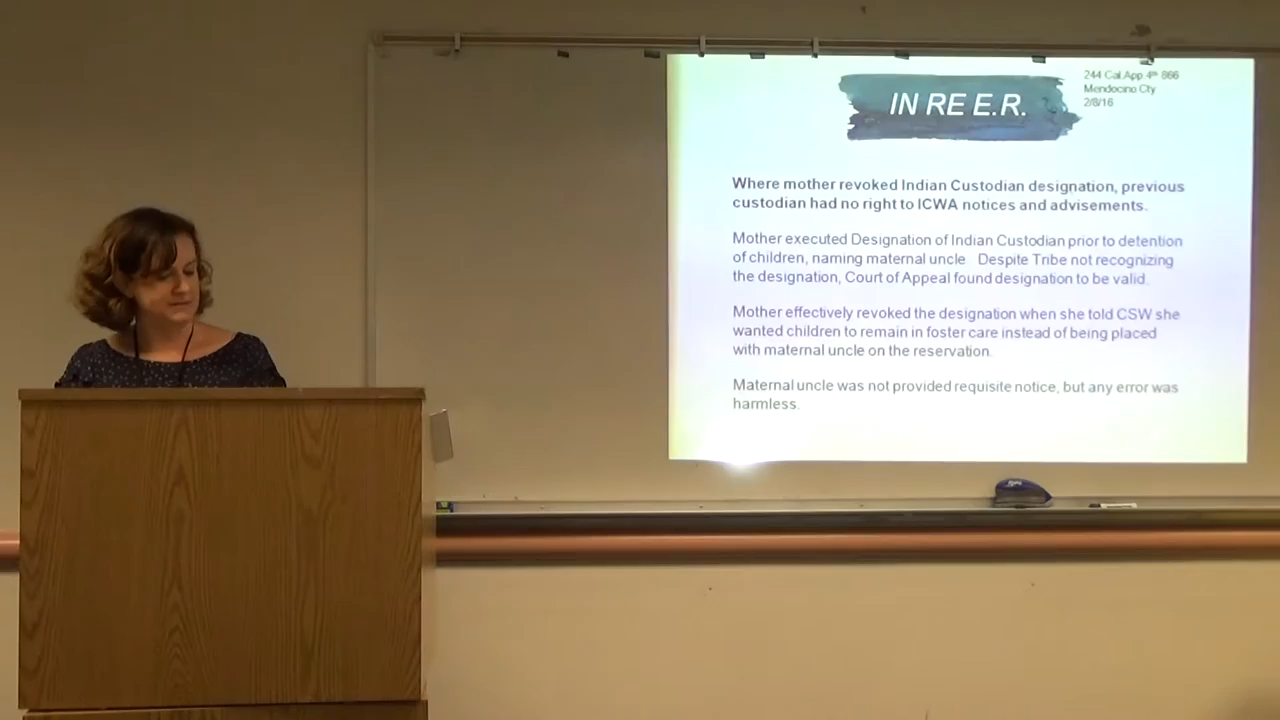 IN RE E.R.
244 Cal.App.4th 866
Mendocino Cty
2/8/16
Where mother revoked Indian Custodian designation, previous
custodian had no right to ICWA notices and advisements.
Mother executed Designation of Indian Custodian prior to detention
of children, naming maternal uncle Despite Tribe not recognizing
the designation, Court of Appeal found designation to be valid.
Mother effectively revoked the designation when she told CSW she
wanted children to remain in foster care instead of being placed
with maternal uncle on the reservation.
Maternal uncle was not provided requisite notice, but any error was
harmless.